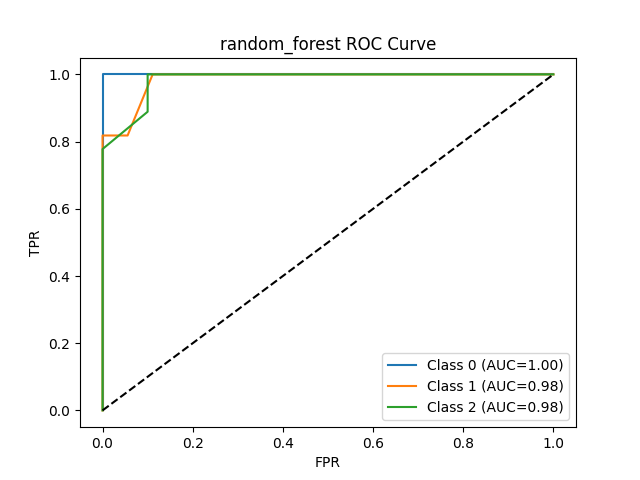 random_forest ROC Curve
TPR
1.0
0.8
0.6
0.4
0.2
0.0
Class 0 (AUC=1.00)
Class 1 (AUC=0.98)
Class 2 (AUC=0.98)
0.0 0.2 0.4 0.6 0.8 1.0
FPR